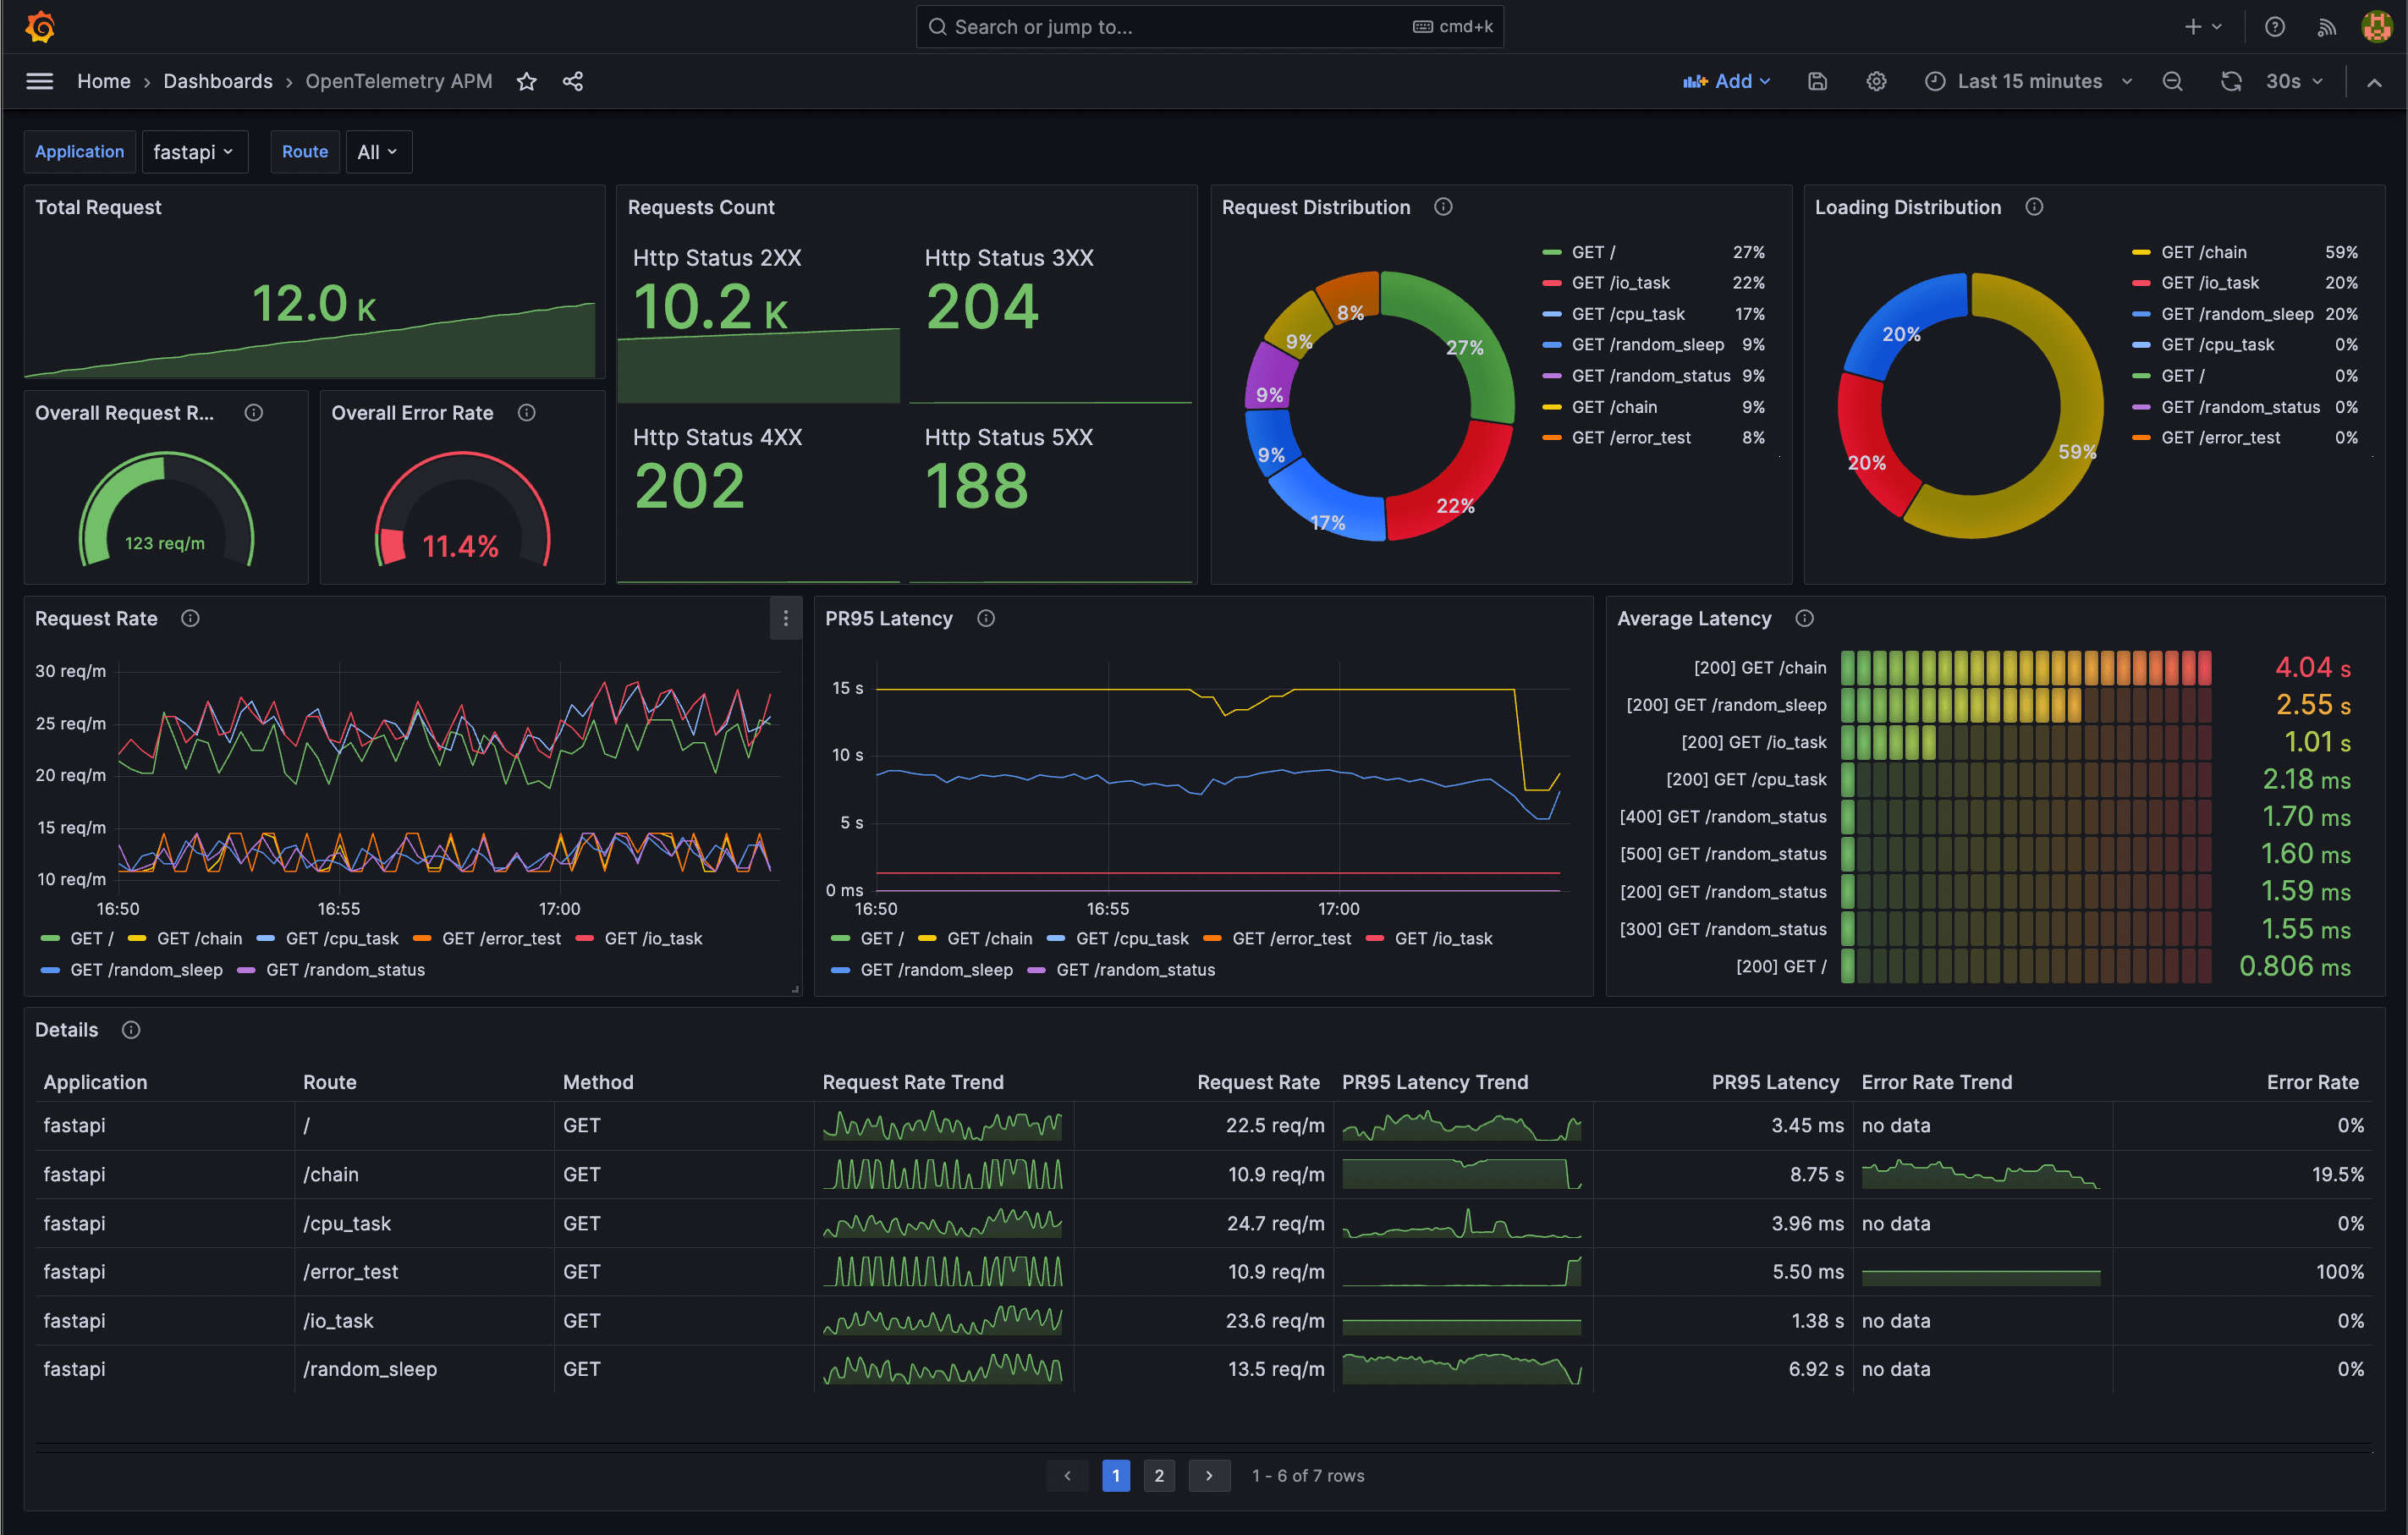 Search or jump to... cmd+k
Home › Dashboards › OpenTelemetry APM
Add Last 15 minutes 30s
Application fastapi Route All
Total Request
12.0 K
Overall Request R...
123 req/m
Overall Error Rate
11.4%
Requests Count
Http Status 2XX
10.2 K
Http Status 3XX
204
Http Status 4XX
202
Http Status 5XX
188
Request Distribution
27%
22%
17%
9%
9%
9%
8%
GET / 27%
GET /io_task 22%
GET /cpu_task 17%
GET /random_sleep 9%
GET /random_status 9%
GET /chain 9%
GET /error_test 8%
Loading Distribution
59%
20%
20%
GET /chain 59%
GET /io_task 20%
GET /random_sleep 20%
GET /cpu_task 0%
GET / 0%
GET /random_status 0%
GET /error_test 0%
Request Rate
30 req/m
25 req/m
20 req/m
15 req/m
10 req/m
16:50 16:55 17:00
GET / GET /chain GET /cpu_task GET /error_test GET /io_task
GET /random_sleep GET /random_status
PR95 Latency
15 s
10 s
5 s
0 ms
16:50 16:55 17:00
GET / GET /chain GET /cpu_task GET /error_test GET /io_task
GET /random_sleep GET /random_status
Average Latency
[200] GET /chain 4.04 s
[200] GET /random_sleep 2.55 s
[200] GET /io_task 1.01 s
[200] GET /cpu_task 2.18 ms
[400] GET /random_status 1.70 ms
[500] GET /random_status 1.60 ms
[200] GET /random_status 1.59 ms
[300] GET /random_status 1.55 ms
[200] GET / 0.806 ms
Details
Application Route Method Request Rate Trend Request Rate PR95 Latency Trend PR95 Latency Error Rate Trend Error Rate
fastapi / GET 22.5 req/m 3.45 ms no data 0%
fastapi /chain GET 10.9 req/m 8.75 s 19.5%
fastapi /cpu_task GET 24.7 req/m 3.96 ms no data 0%
fastapi /error_test GET 10.9 req/m 5.50 ms 100%
fastapi /io_task GET 23.6 req/m 1.38 s no data 0%
fastapi /random_sleep GET 13.5 req/m 6.92 s no data 0%
‹ 1 2 › 1 - 6 of 7 rows